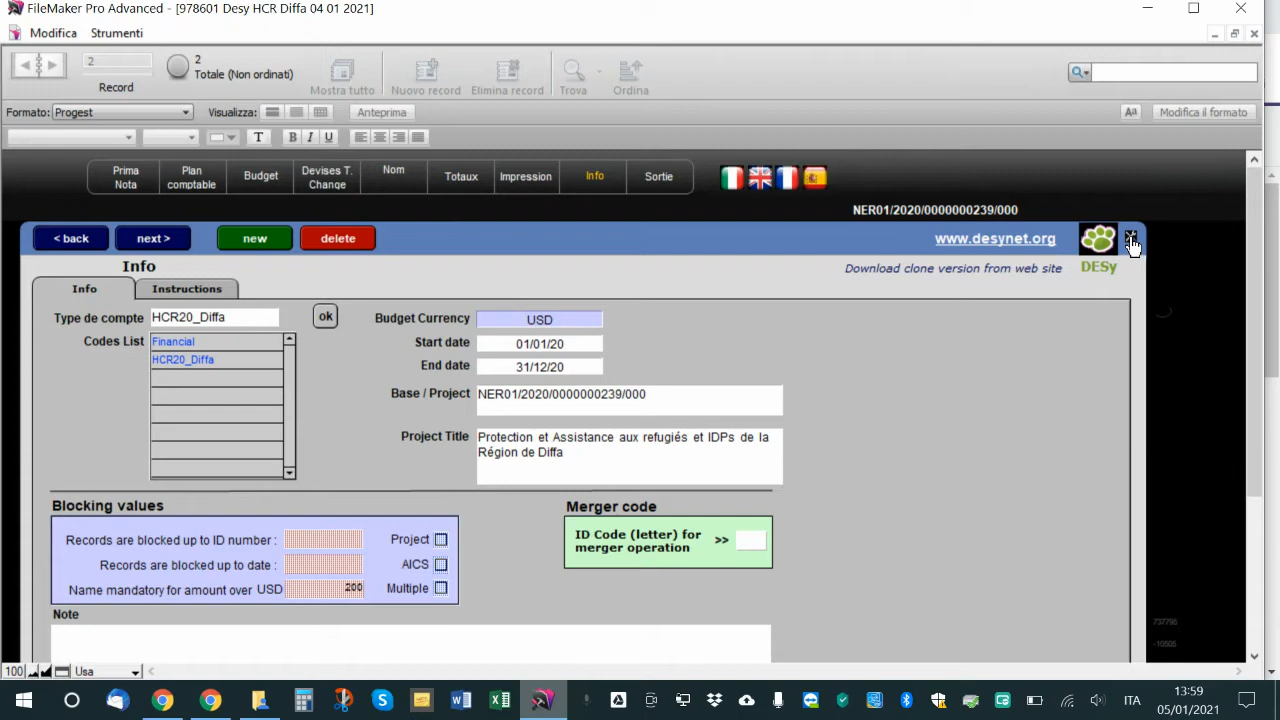 FileMaker Pro Advanced - [978601 Desy HCR Diffa 04 01 2021]
Modifica Strumenti
2
2
Totale (Non ordinati)
Record
Mostra tutto
Nuovo record
Elimina record
Trova
Ordina
Formato: Progest
Visualizza:
Anteprima
Aa
Modifica il formato
T B I U
Prima
Nota
Plan
comptable
Budget
Devises T.
Change
Nom
Totaux
Impression
Info
Sortie
NER01/2020/0000000239/000
< back
next >
new
delete
www.desynet.org
Info
Download clone version from web site
DESy
Info
Instructions
Type de compte HCR20_Diffa
ok
Budget Currency USD
Codes List
Financial
HCR20_Diffa
Start date 01/01/20
End date 31/12/20
Base / Project NER01/2020/0000000239/000
Project Title Protection et Assistance aux refugiés et IDPs de la
Région de Diffa
Blocking values
Records are blocked up to ID number :
Project
Records are blocked up to date :
AICS
Name mandatory for amount over USD 200
Multiple
Merger code
ID Code (letter) for
merger operation >>
Note
737796
-10505
100
Usa
ITA
13:59
05/01/2021